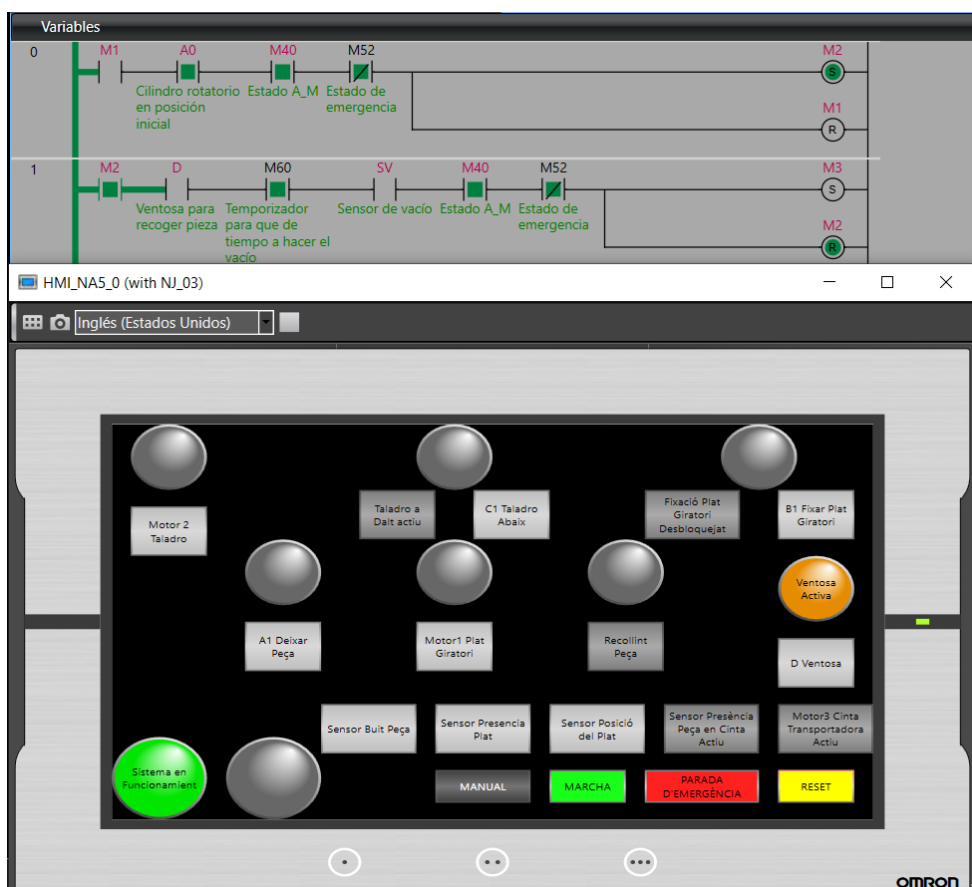 Variables
0
M1 A0 M40 M52 M2
S
Cilindro rotatorio Estado A_M Estado de
en posición emergencia
inicial
M1
R
1
M2 D M60 SV M40 M52 M3
S
Ventosa para Temporizador Sensor de vacío Estado A_M Estado de
recoger pieza para que de emergencia
tiempo a hacer el
vacío
M2
R
HMI_NA5_0 (with NJ_03)
Inglés (Estados Unidos)
Motor 2
Taladro
Taladro a
Dalt actiu
C1 Taladro
Abaix
Fixació Plat
Giratori
Desbloquejat
B1 Fixar Plat
Giratori
Ventosa
Activa
A1 Deixar
Peça
Motor1 Plat
Giratori
Recollint
Peça
D Ventosa
Sensor Buit Peça
Sensor Presencia
Plat
Sensor Posició
del Plat
Sensor Presència
Peça en Cinta
Actiu
Motor3 Cinta
Transportadora
Actiu
Sistema en
Funcionamient
MANUAL
MARCHA
PARADA
D'EMERGÈNCIA
RESET
OMRON